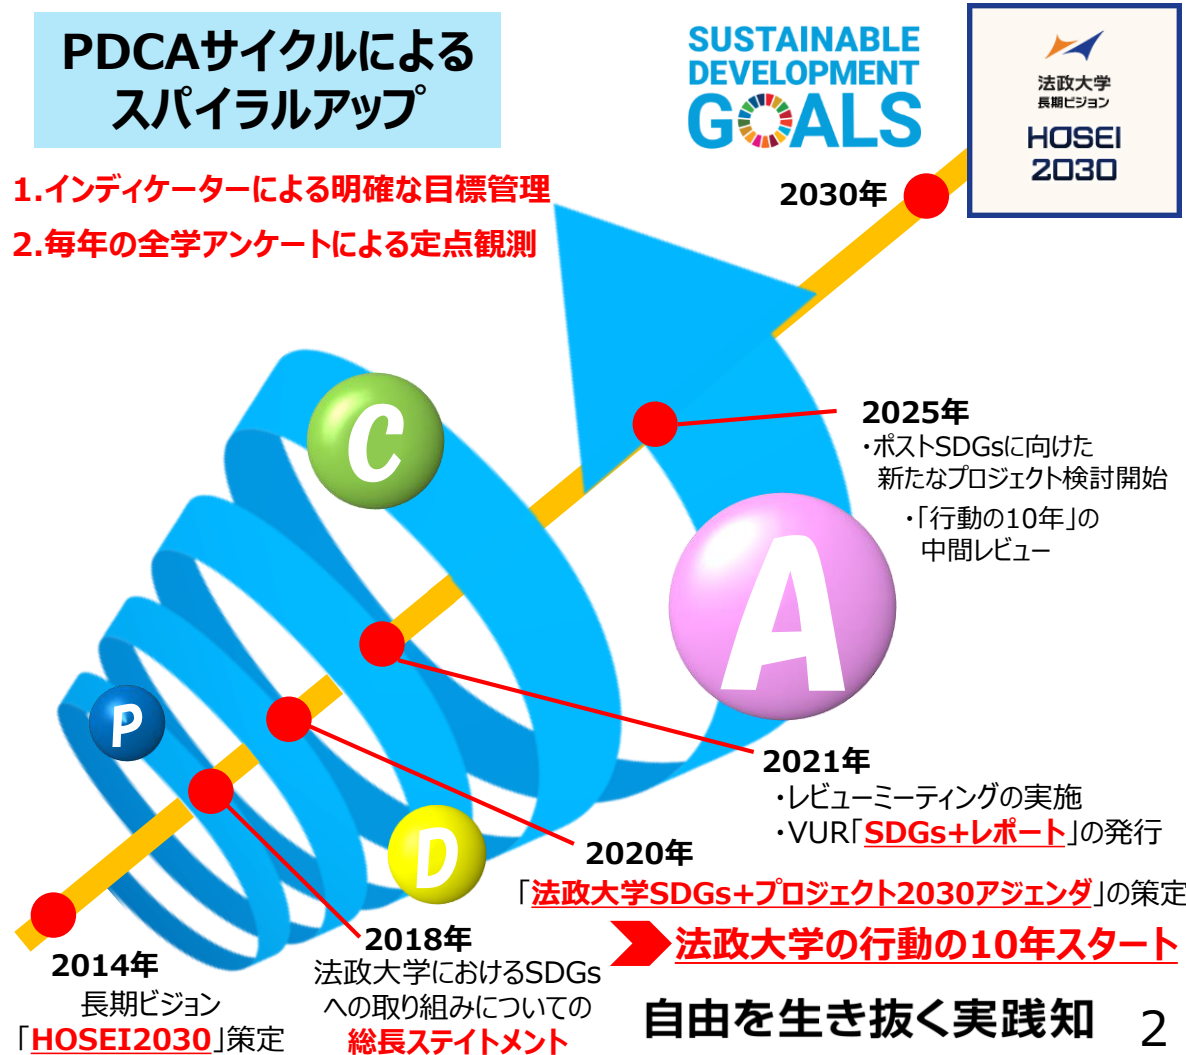 PDCAサイクルによる
スパイラルアップ
SUSTAINABLE
DEVELOPMENT
GOALS
法政大学
長期ビジョン
HOSEI
2030
1.インディケーターによる明確な目標管理
2.毎年の全学アンケートによる定点観測
2030年
C
2025年
・ポストSDGsに向けた
新たなプロジェクト検討開始
・「行動の10年」の
中間レビュー
A
P
D
2021年
・レビューミーティングの実施
・VUR「SDGs+レポート」の発行
2020年
「法政大学SDGs+プロジェクト2030アジェンダ」の策定
法政大学の行動の10年スタート
2018年
法政大学におけるSDGs
への取り組みについての
総長ステイトメント
2014年
長期ビジョン
「HOSEI2030」策定
自由を生き抜く実践知
2